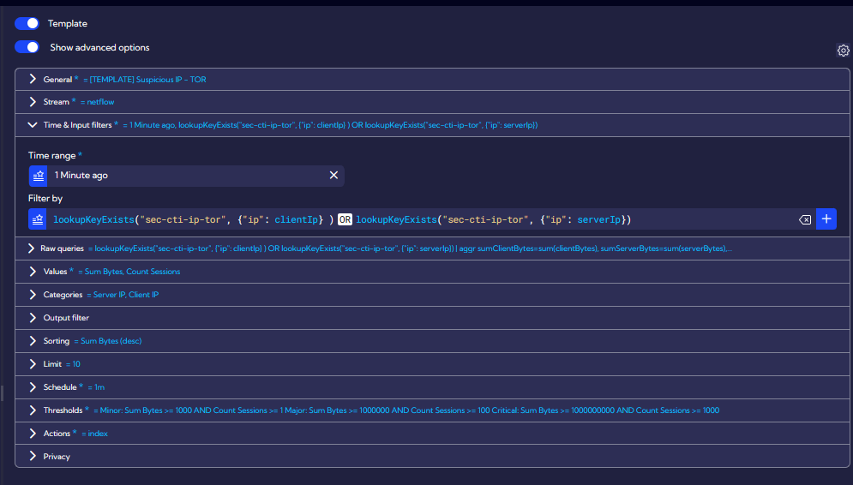 Template
Show advanced options
General * = [TEMPLATE] Suspicious IP - TOR
Stream * = netflow
Time & Input filters * = 1 Minute ago, lookupKeyExists("sec-cti-ip-tor", {"ip": clientIp} ) OR lookupKeyExists("sec-cti-ip-tor", {"ip": serverIp})
Time range *
1 Minute ago
Filter by
lookupKeyExists("sec-cti-ip-tor", {"ip": clientIp} ) OR lookupKeyExists("sec-cti-ip-tor", {"ip": serverIp})
Raw queries = lookupKeyExists("sec-cti-ip-tor", {"ip": clientIp} ) OR lookupKeyExists("sec-cti-ip-tor", {"ip": serverIp}) | aggr sumClientBytes=sum(clientBytes), sumServerBytes=sum(serverBytes),...
Values * = Sum Bytes, Count Sessions
Categories = Server IP, Client IP
Output filter
Sorting = Sum Bytes (desc)
Limit = 10
Schedule * = 1m
Thresholds * = Minor: Sum Bytes >= 1000 AND Count Sessions >= 1 Major: Sum Bytes >= 1000000 AND Count Sessions >= 100 Critical: Sum Bytes >= 1000000000 AND Count Sessions >= 1000
Actions * = index
Privacy